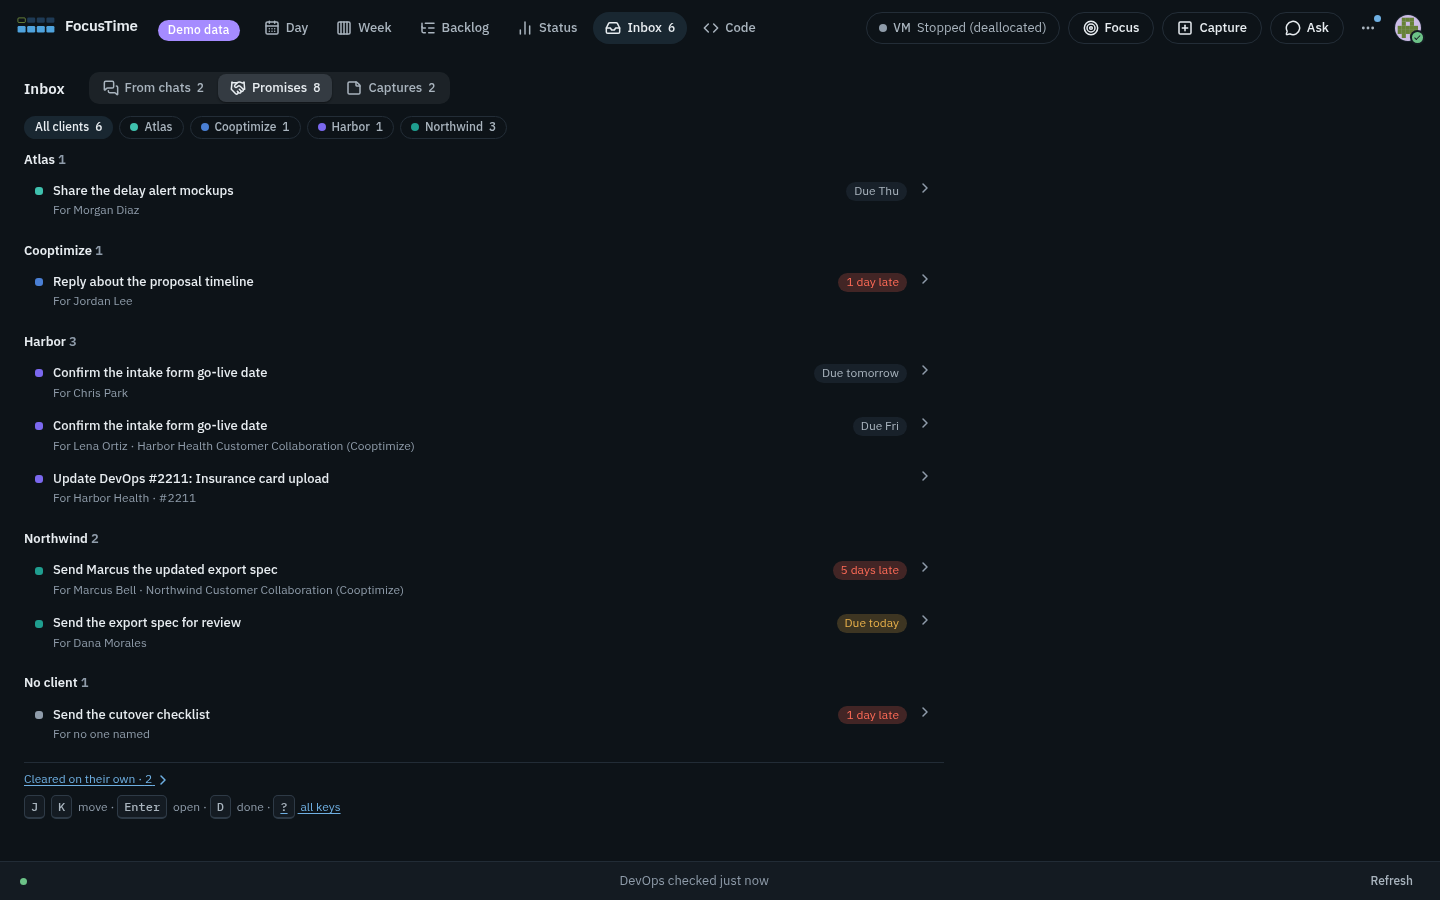 FocusTime
Demo data
Day
Week
Backlog
Status
Inbox 6
Code
VM Stopped (deallocated)
Focus
Capture
Ask
Inbox
From chats 2
Promises 8
Captures 2
All clients 6
Atlas
Cooptimize 1
Harbor 1
Northwind 3
Atlas 1
Share the delay alert mockups
Due Thu
For Morgan Diaz
Cooptimize 1
Reply about the proposal timeline
1 day late
For Jordan Lee
Harbor 3
Confirm the intake form go-live date
Due tomorrow
For Chris Park
Confirm the intake form go-live date
Due Fri
For Lena Ortiz · Harbor Health Customer Collaboration (Cooptimize)
Update DevOps #2211: Insurance card upload
For Harbor Health · #2211
Northwind 2
Send Marcus the updated export spec
5 days late
For Marcus Bell · Northwind Customer Collaboration (Cooptimize)
Send the export spec for review
Due today
For Dana Morales
No client 1
Send the cutover checklist
1 day late
For no one named
Cleared on their own · 2
J K move · Enter open · D done · ? all keys
DevOps checked just now
Refresh